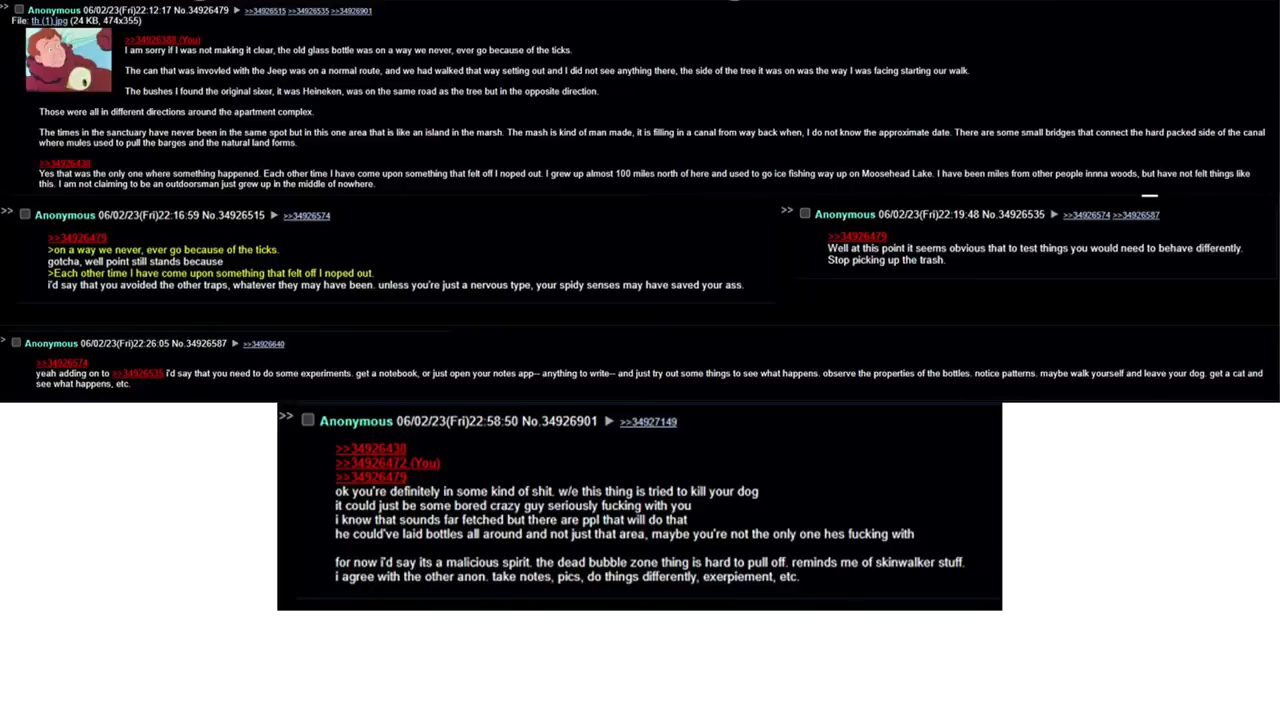 >> Anonymous 06/02/23(Fri)22:12:17 No.34926479 ▶ >>34926515 >>34926535 >>34926901
File: th (1).jpg (24 KB, 474x355)
>>34926388 (You)
I am sorry if I was not making it clear, the old glass bottle was on a way we never, ever go because of the ticks.
The can that was invovled with the Jeep was on a normal route, and we had walked that way setting out and I did not see anything there, the side of the tree it was on was the way I was facing starting our walk.
The bushes I found the original sixer, it was Heineken, was on the same road as the tree but in the opposite direction.
Those were all in different directions around the apartment complex.
The times in the sanctuary have never been in the same spot but in this one area that is like an island in the marsh. The mash is kind of man made, it is filling in a canal from way back when, I do not know the approximate date. There are some small bridges that connect the hard packed side of the canal
where mules used to pull the barges and the natural land forms.
>>34926438
Yes that was the only one where something happened. Each other time I have come upon something that felt off I noped out. I grew up almost 100 miles north of here and used to go ice fishing way up on Moosehead Lake. I have been miles from other people innna woods, but have not felt things like
this. I am not claiming to be an outdoorsman just grew up in the middle of nowhere.
>> Anonymous 06/02/23(Fri)22:16:59 No.34926515 ▶ >>34926574
>>34926479
>on a way we never, ever go because of the ticks.
gotcha, well point still stands because
>Each other time I have come upon something that felt off I noped out.
i'd say that you avoided the other traps, whatever they may have been. unless you're just a nervous type, your spidy senses may have saved your ass.
>> Anonymous 06/02/23(Fri)22:19:48 No.34926535 ▶ >>34926574 >>34926587
>>34926479
Well at this point it seems obvious that to test things you would need to behave differently.
Stop picking up the trash.
> Anonymous 06/02/23(Fri)22:26:05 No.34926587 ▶ >>34926640
>>34926574
yeah adding on to >>34926535 i'd say that you need to do some experiments. get a notebook, or just open your notes app-- anything to write-- and just try out some things to see what happens. observe the properties of the bottles. notice patterns. maybe walk yourself and leave your dog. get a cat and
see what happens, etc.
>> Anonymous 06/02/23(Fri)22:58:50 No.34926901 ▶ >>34927149
>>34926438
>>34926472 (You)
>>34926479
ok you're definitely in some kind of shit. w/e this thing is tried to kill your dog
it could just be some bored crazy guy seriously fucking with you
i know that sounds far fetched but there are ppl that will do that
he could've laid bottles all around and not just that area, maybe you're not the only one hes fucking with
for now i'd say its a malicious spirit. the dead bubble zone thing is hard to pull off. reminds me of skinwalker stuff.
i agree with the other anon. take notes, pics, do things differently, exerpiement, etc.